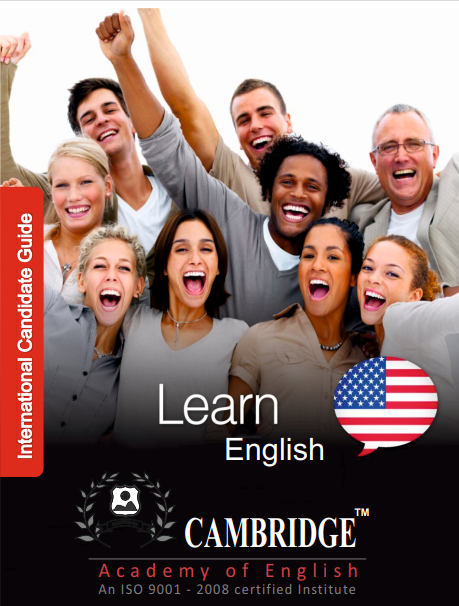 International Candidate Guide
Learn
English
CAMBRIDGE™
Academy of English
An ISO 9001 - 2008 certified Institute